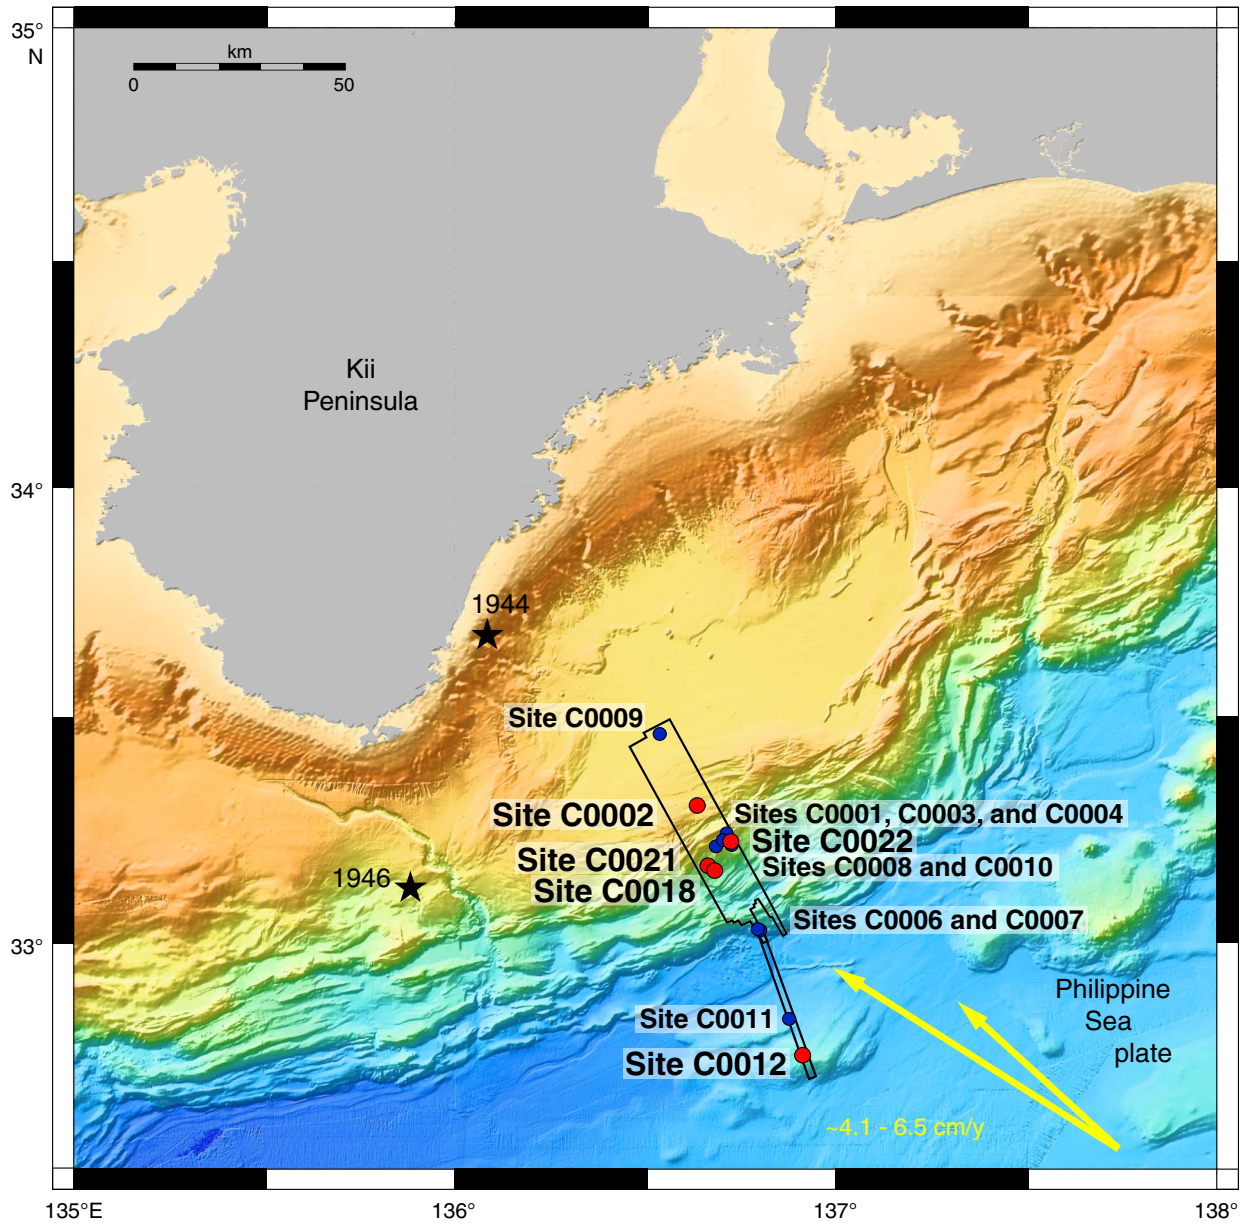 35°
N
km
0
50
Kii
Peninsula
34°
1944
Site C0009
Site C0002
Sites C0001, C0003, and C0004
Site C0022
Site C0021
Sites C0008 and C0010
1946
Site C0018
Sites C0006 and C0007
33°
Philippine
Sea
plate
Site C0011
Site C0012
~4.1 - 6.5 cm/y
135°E
136°
137°
138°